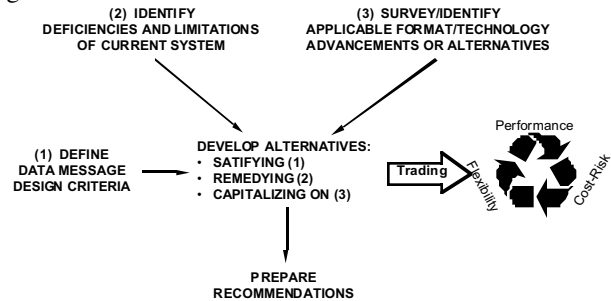 (2) IDENTIFY
DEFICIENCIES AND LIMITATIONS
OF CURRENT SYSTEM
(3) SURVEY/IDENTIFY
APPLICABLE FORMAT/TECHNOLOGY
ADVANCEMENTS OR ALTERNATIVES
(1) DEFINE
DATA MESSAGE
DESIGN CRITERIA
DEVELOP ALTERNATIVES:
• SATIFYING (1)
• REMEDYING (2)
• CAPITALIZING ON (3)
Trading
Performance
Flexibility
Cost-Risk
PREPARE
RECOMMENDATIONS